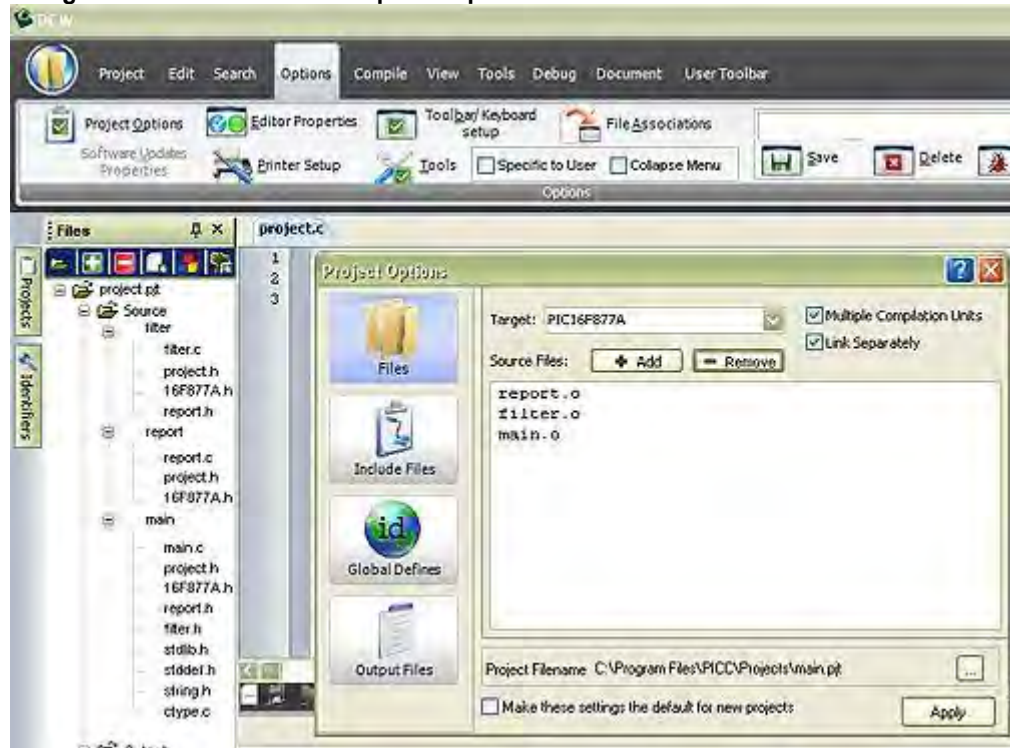 Project Edit Search Options Compile View Tools Debug Document User Toolbar
Project Options
Editor Properties
Toolbar/ Keyboard
setup
File Associations
Software Updates
Properties
Printer Setup
Tools
Specific to User
Collapse Menu
Save
Delete
Options
Files
project.c
Projects
Identifiers
project.pjt
Source
filter
filter.c
project.h
16F877A.h
report.h
report
report.c
project.h
16F877A.h
main
main.c
project.h
16F877A.h
report.h
filter.h
stdlib.h
stddef.h
string.h
ctype.c
1
2
3
Project Options
Files
Include Files
id
Global Defines
Output Files
Target: PIC16F877A
Multiple Compilation Units
Link Separately
Source Files: + Add - Remove
report.o
filter.o
main.o
Project Filename C:\Program Files\PICC\Projects\main.pjt
...
Make these settings the default for new projects
Apply